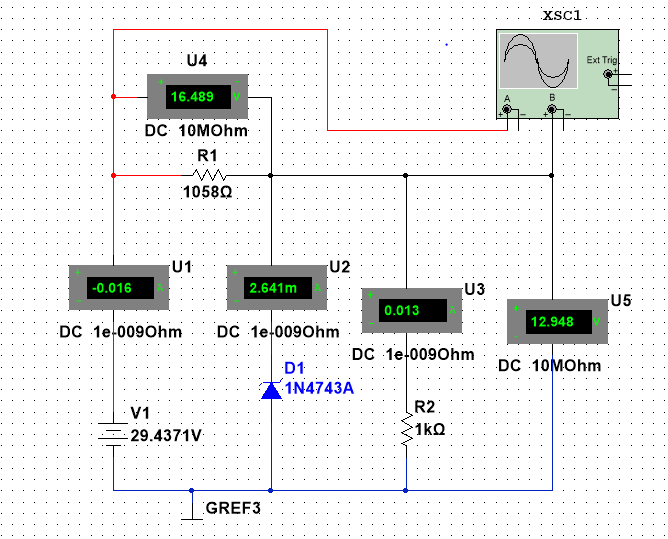 XSC1
U4
Ext Trig
+
16.489 V
A
B
DC 10MOhm
R1
1058Ω
U1
U2
U3
U5
-0.016 A
2.641m A
0.013 A
12.948 V
DC 1e-009Ohm
DC 1e-009Ohm
DC 1e-009Ohm
DC 10MOhm
D1
1N4743A
V1
29.4371V
R2
1kΩ
GREF3